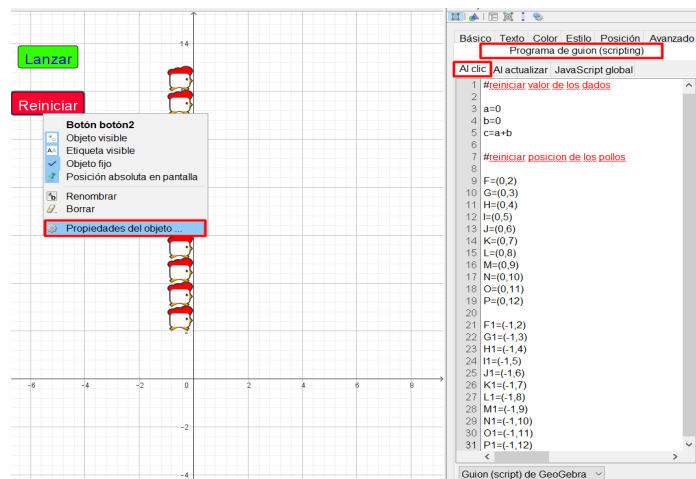 Lanzar
Reiniciar
Botón botón2
Objeto visible
AA Etiqueta visible
Objeto fijo
Posición absoluta en pantalla
Renombrar
Borrar
Propiedades del objeto ...
14
2
-6 -4 -2 0 2 4 6 8
-2
-4
Básico Texto Color Estilo Posición Avanzado
Programa de guion (scripting)
Al clic Al actualizar JavaScript global
1 #reiniciar valor de los dados
2
3 a=0
4 b=0
5 c=a+b
6
7 #reiniciar posicion de los pollos
8
9 F=(0,2)
10 G=(0,3)
11 H=(0,4)
12 I=(0,5)
13 J=(0,6)
14 K=(0,7)
15 L=(0,8)
16 M=(0,9)
17 N=(0,10)
18 O=(0,11)
19 P=(0,12)
20
21 F1=(-1,2)
22 G1=(-1,3)
23 H1=(-1,4)
24 I1=(-1,5)
25 J1=(-1,6)
26 K1=(-1,7)
27 L1=(-1,8)
28 M1=(-1,9)
29 N1=(-1,10)
30 O1=(-1,11)
31 P1=(-1,12)
Guion (script) de GeoGebra